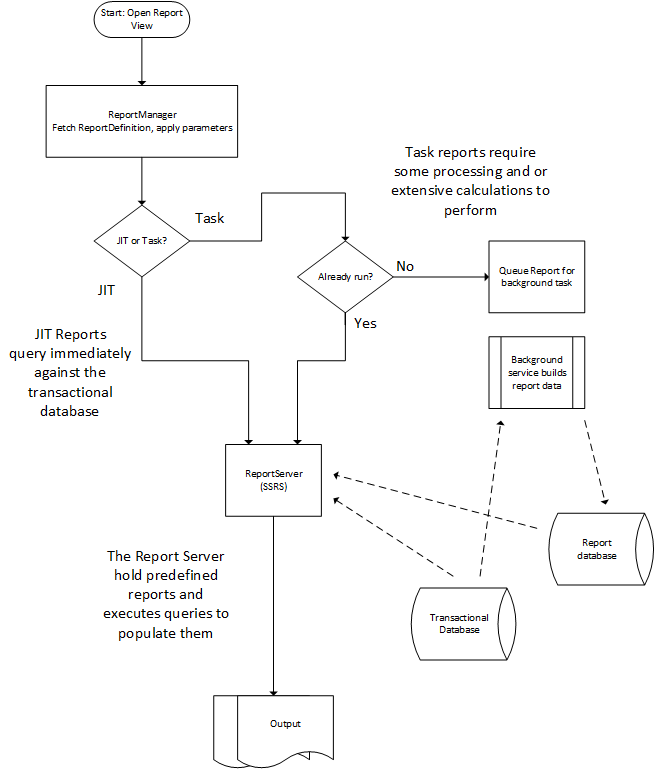 Start: Open Report
View
ReportManager
Fetch ReportDefinition, apply parameters
Task reports require
some processing and or
extensive calculations to
perform
Task
JIT or Task?
Already run?
No
Queue Report for
background task
JIT
Yes
JIT Reports
query immediately
against the
transactional
database
Background
service builds
report data
ReportServer
(SSRS)
Report
database
The Report Server
hold predefined
reports and
executes queries to
populate them
Transactional
Database
Output